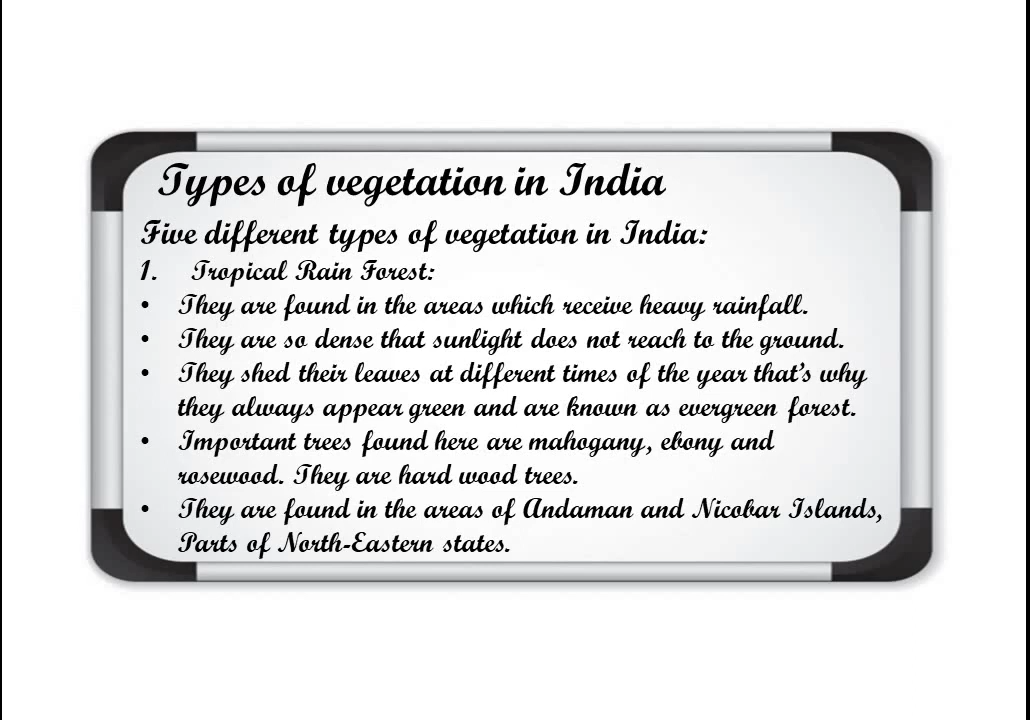 Types of vegetation in India
Five different types of vegetation in India:
1. Tropical Rain Forest:
• They are found in the areas which receive heavy rainfall.
• They are so dense that sunlight does not reach to the ground.
• They shed their leaves at different times of the year that's why
they always appear green and are known as evergreen forest.
• Important trees found here are mahogany, ebony and
rosewood. They are hard wood trees.
• They are found in the areas of Andaman and Nicobar Islands,
Parts of North-Eastern states.